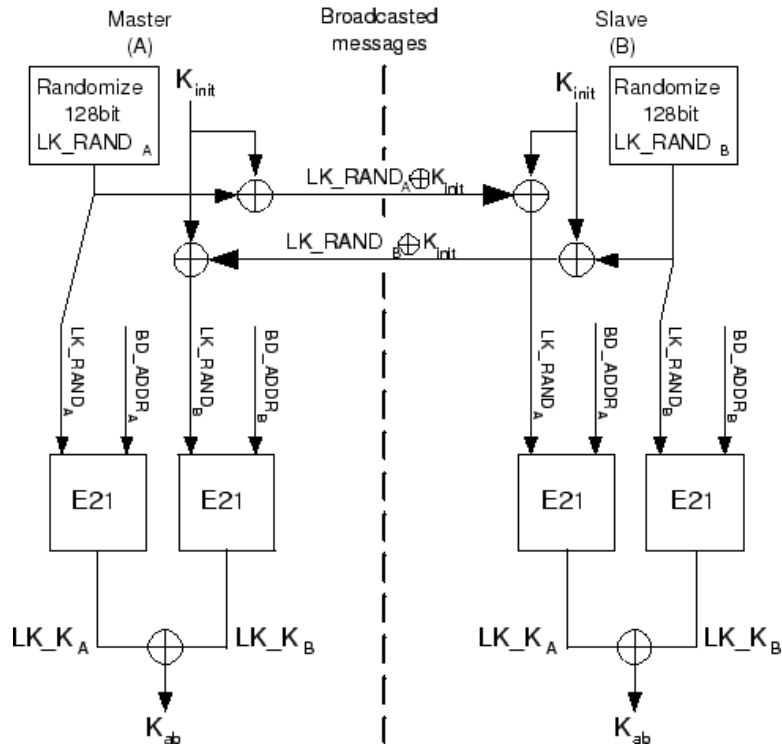 Master
(A)
Broadcasted
messages
Slave
(B)
Randomize
128bit
LK_RAND A
K init
K init
Randomize
128bit
LK_RAND B
LK_RAND A⊕K init
LK_RAND B⊕K init
LK_RAND A
BD_ADDR A
LK_RAND B
BD_ADDR B
LK_RAND A
BD_ADDR A
LK_RAND B
BD_ADDR B
E21
E21
E21
E21
LK_K A
LK_K B
LK_K A
LK_K B
K ab
K ab